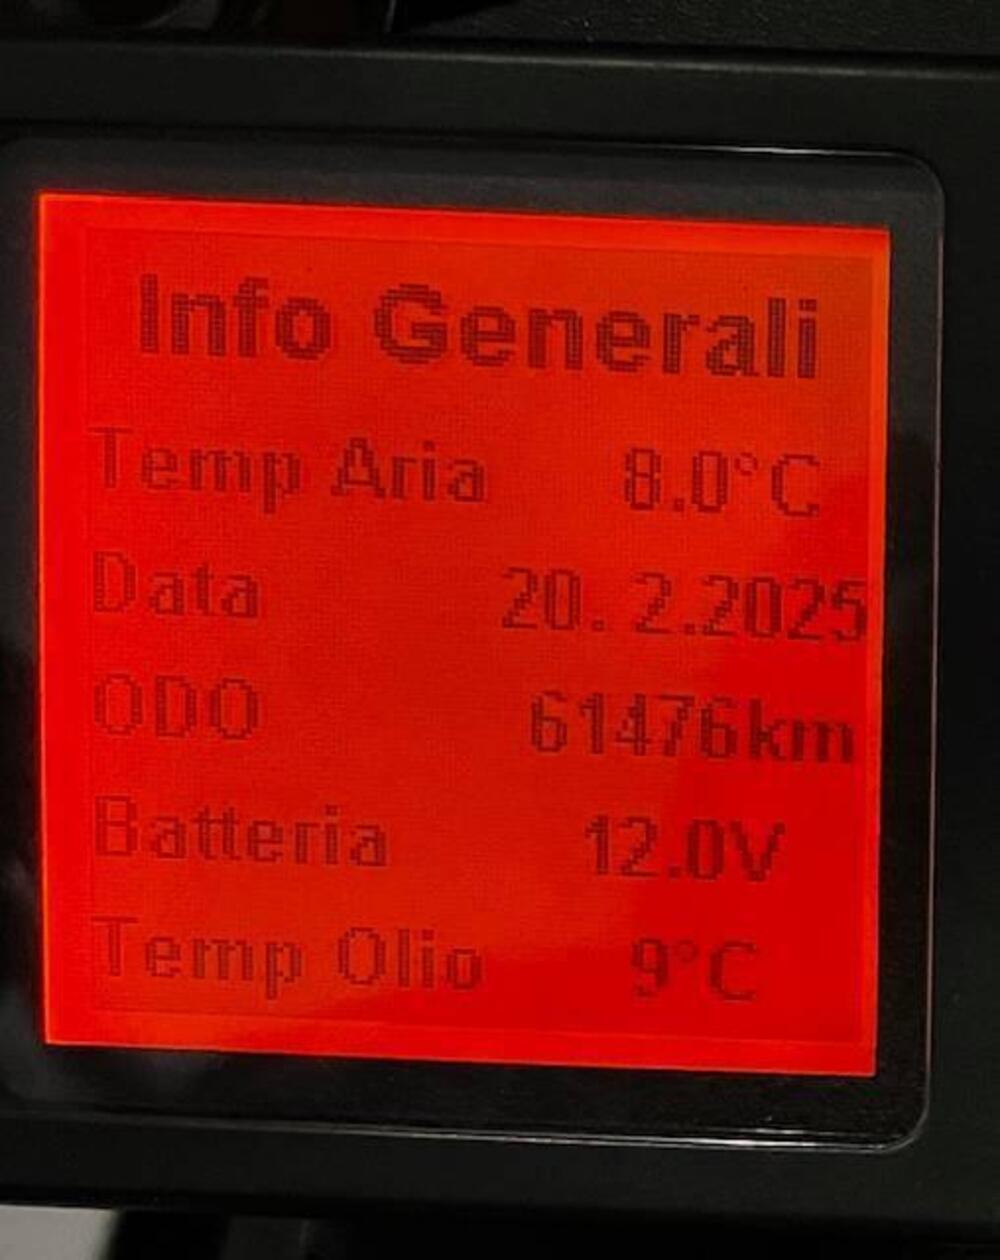 Info Generali
Temp Aria 8.0°C
Data 20. 2.2025
ODO 61476km
Batteria 12.0V
Temp Olio 9°C